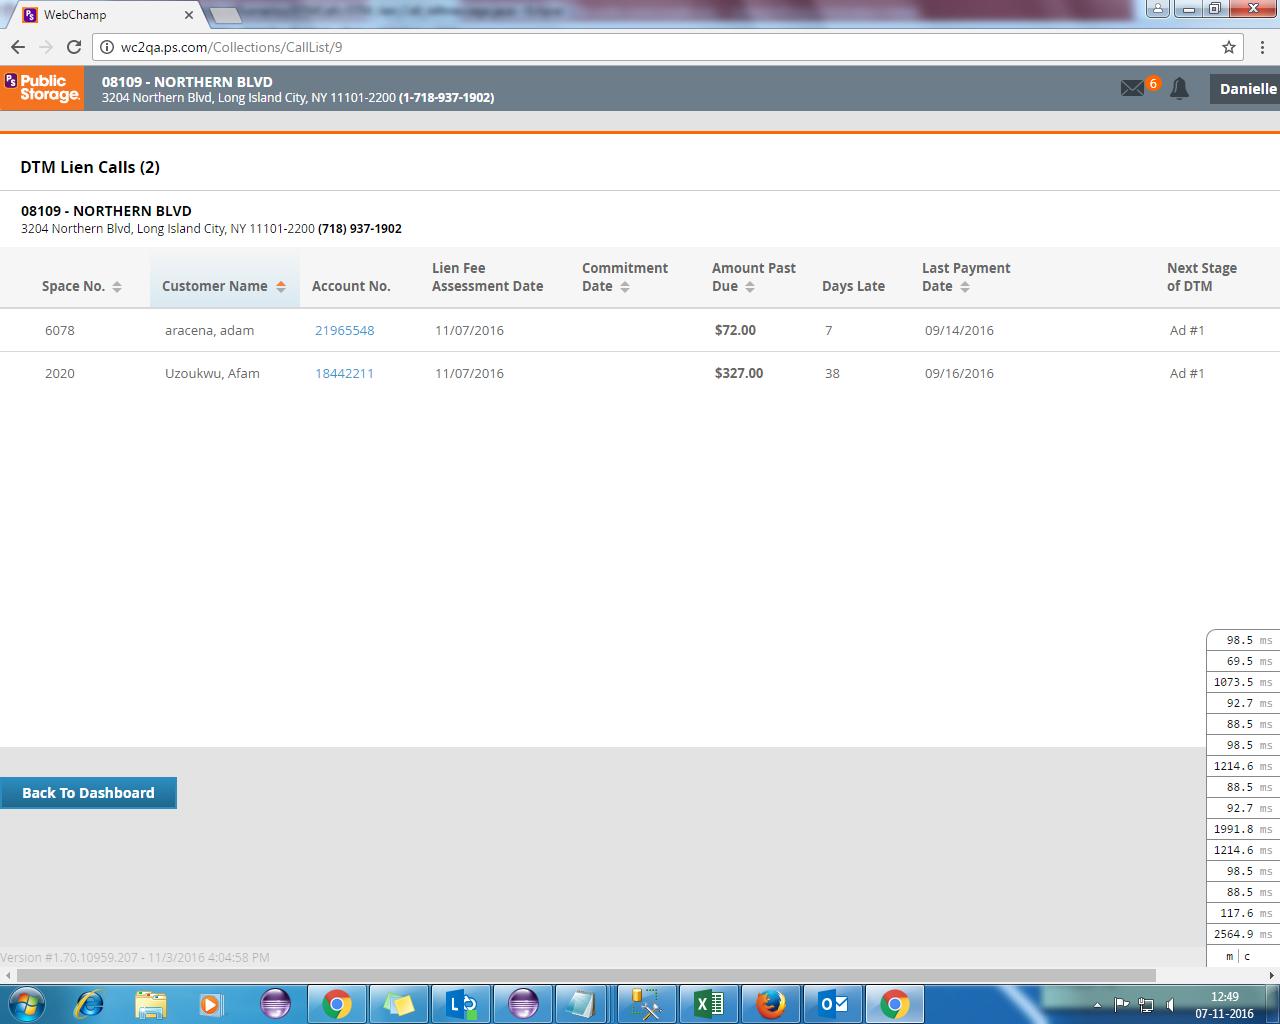 WebChamp
wc2qa.ps.com/Collections/CallList/9
PS Public Storage.
08109 - NORTHERN BLVD
3204 Northern Blvd, Long Island City, NY 11101-2200 (1-718-937-1902)
6
Danielle
DTM Lien Calls (2)
08109 - NORTHERN BLVD
3204 Northern Blvd, Long Island City, NY 11101-2200 (718) 937-1902
Space No. Customer Name Account No. Lien Fee Assessment Date Commitment Date Amount Past Due Days Late Last Payment Date Next Stage of DTM
6078 aracena, adam 21965548 11/07/2016 $72.00 7 09/14/2016 Ad #1
2020 Uzoukwu, Afam 18442211 11/07/2016 $327.00 38 09/16/2016 Ad #1
98.5 ms
69.5 ms
1073.5 ms
92.7 ms
88.5 ms
98.5 ms
1214.6 ms
88.5 ms
92.7 ms
1991.8 ms
1214.6 ms
98.5 ms
88.5 ms
117.6 ms
2564.9 ms
m | c
Back To Dashboard
Version #1.70.10959.207 - 11/3/2016 4:04:58 PM
12:49
07-11-2016